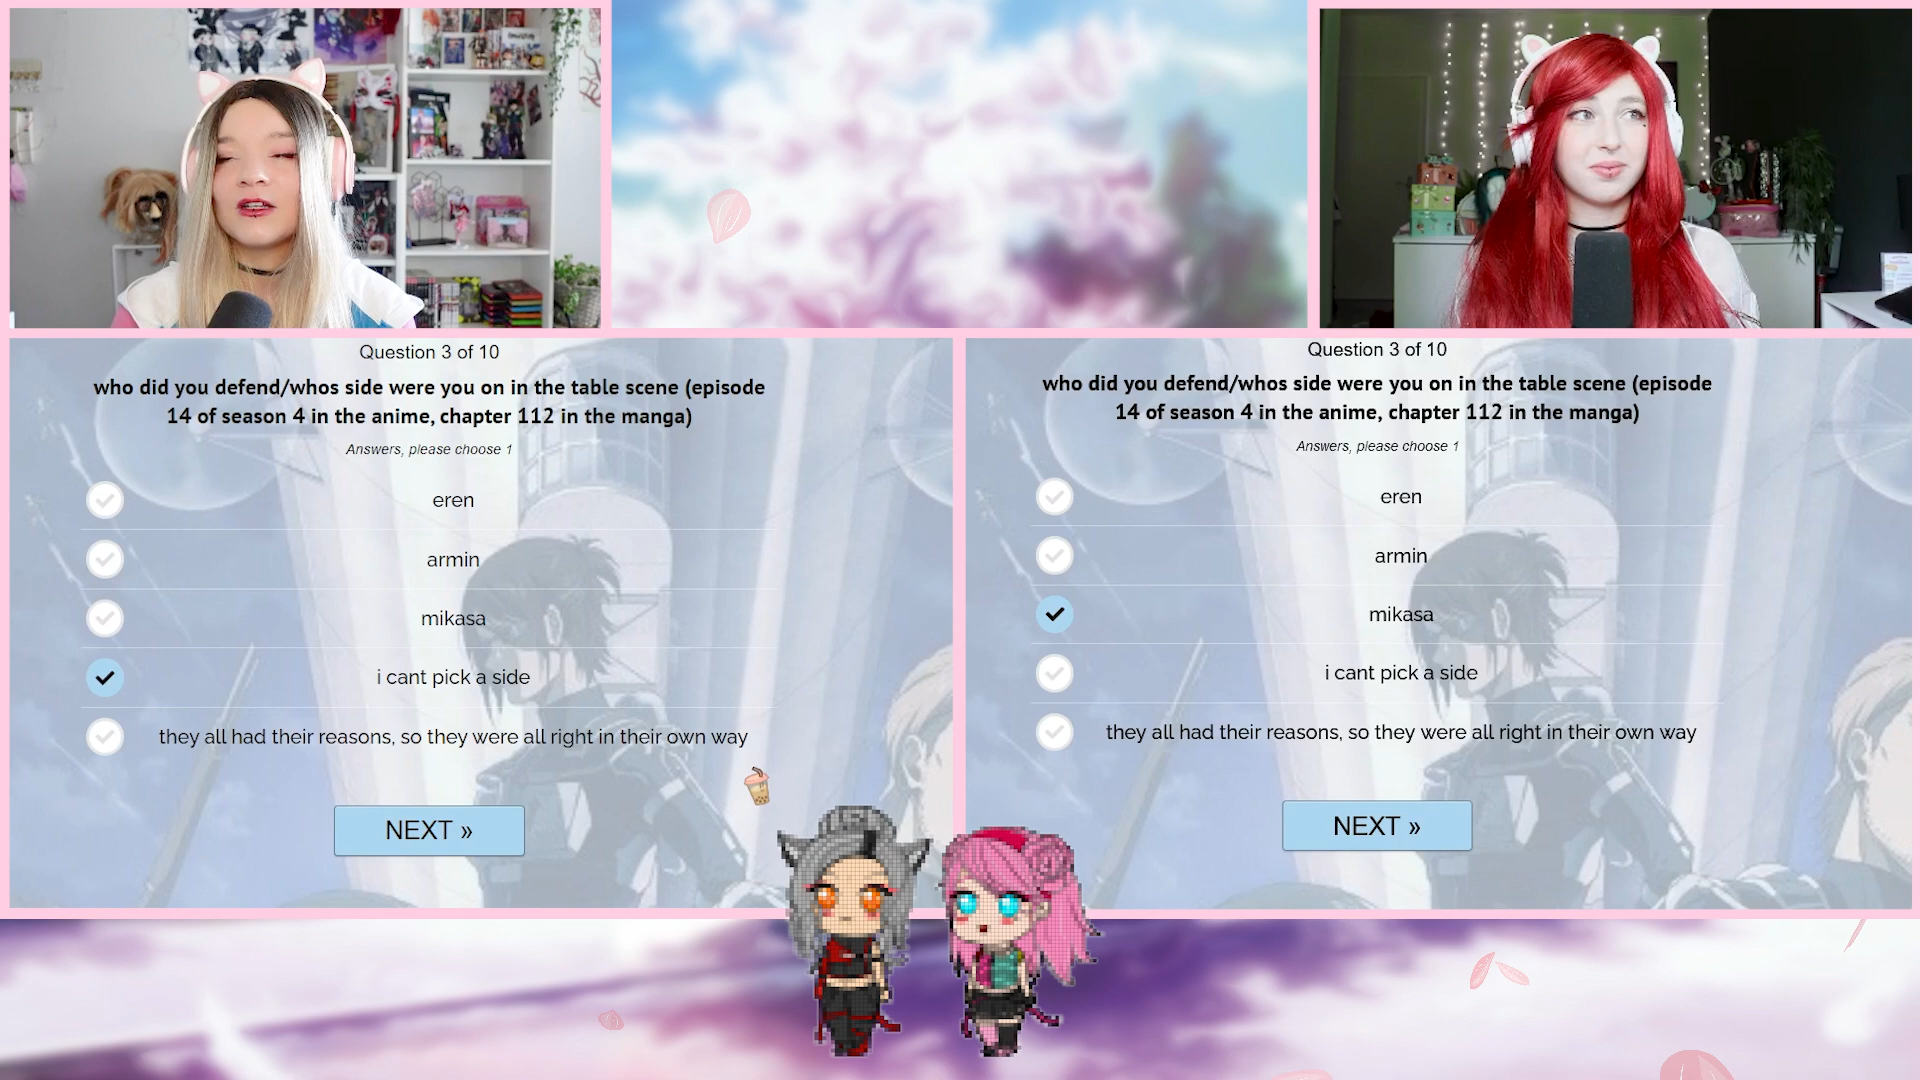 Question 3 of 10
who did you defend/whos side were you on in the table scene (episode
14 of season 4 in the anime, chapter 112 in the manga)
Answers, please choose 1
eren
armin
mikasa
i cant pick a side
they all had their reasons, so they were all right in their own way
NEXT »
Question 3 of 10
who did you defend/whos side were you on in the table scene (episode
14 of season 4 in the anime, chapter 112 in the manga)
Answers, please choose 1
eren
armin
mikasa
i cant pick a side
they all had their reasons, so they were all right in their own way
NEXT »